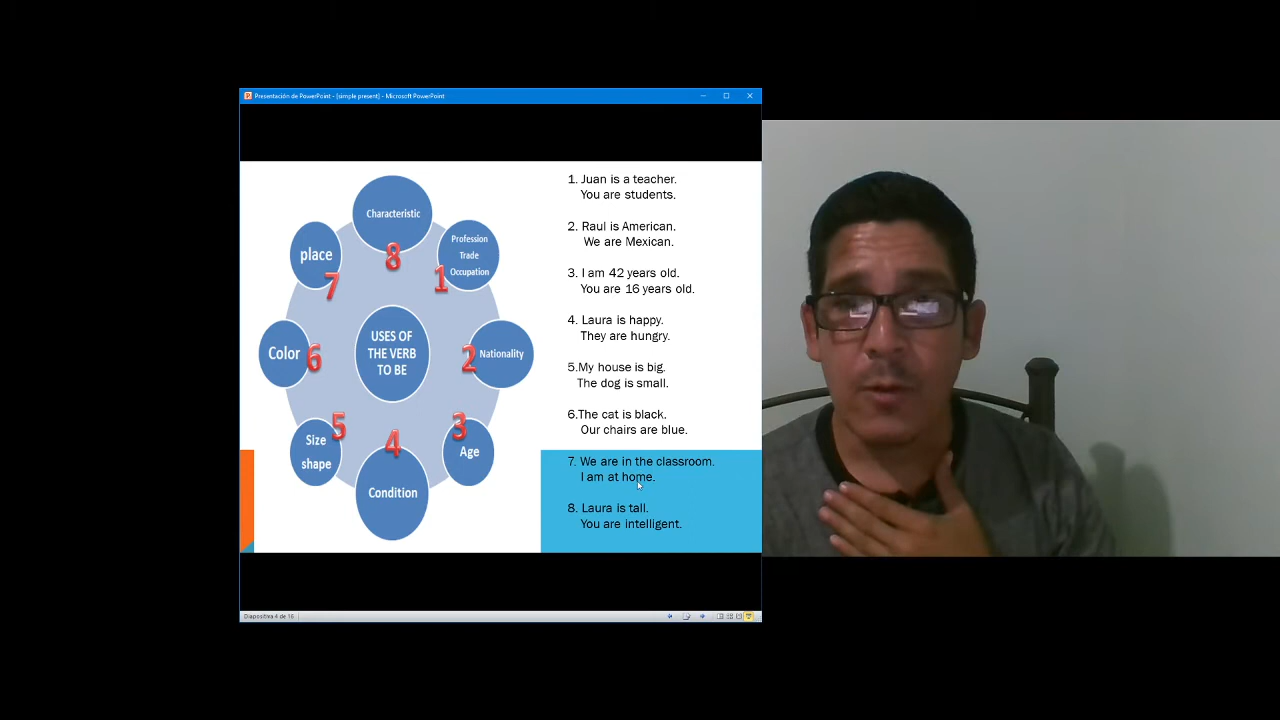 Presentación de PowerPoint - [simple present] - Microsoft PowerPoint
Characteristic
8
place
7
Profession
Trade
Occupation
1
USES OF
THE VERB
TO BE
Color
6
2
Nationality
5
Size
shape
4
Condition
3
Age
1. Juan is a teacher.
You are students.
2. Raul is American.
We are Mexican.
3. I am 42 years old.
You are 16 years old.
4. Laura is happy.
They are hungry.
5.My house is big.
The dog is small.
6.The cat is black.
Our chairs are blue.
7. We are in the classroom.
I am at home.
8. Laura is tall.
You are intelligent.
Diapositiva 4 de 16